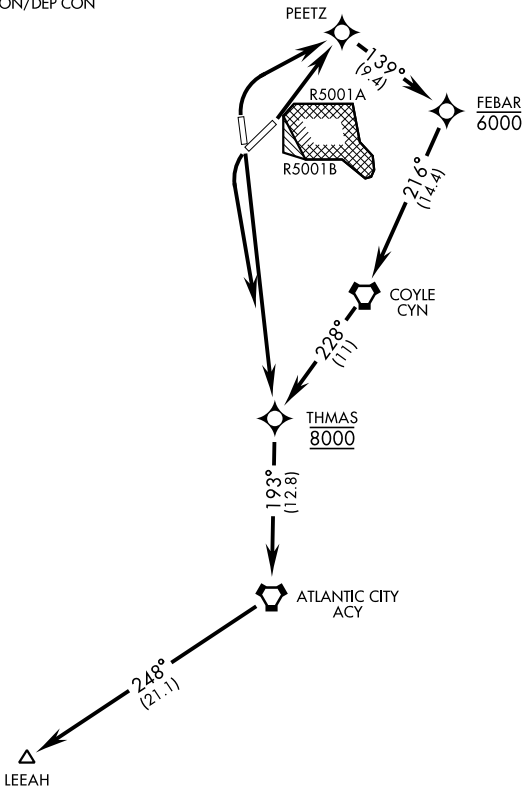 ON/DEP CON
PEETZ
139°
(9.4)
R5001A
FEBAR
6000
R5001B
216°
(14.4)
COYLE
CYN
228°
(11)
THMAS
8000
193°
(12.8)
ATLANTIC CITY
ACY
248°
(21.1)
LEEAH